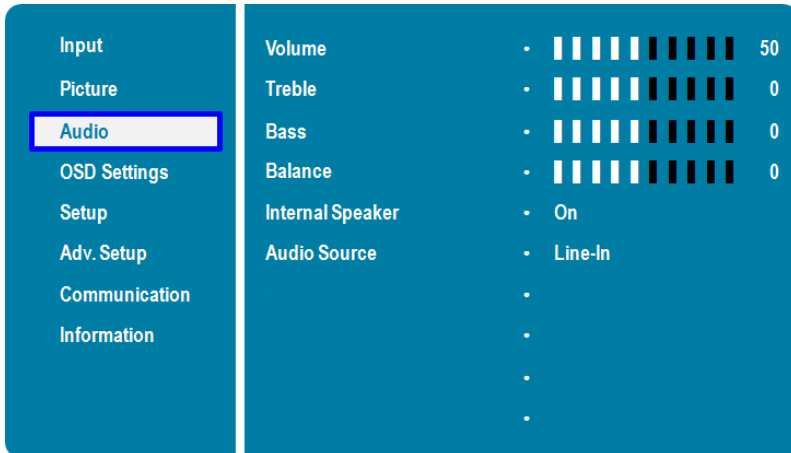 Input
Picture
Audio
OSD Settings
Setup
Adv. Setup
Communication
Information
Volume · 50
Treble · 0
Bass · 0
Balance · 0
Internal Speaker · On
Audio Source · Line-In
·
·
·
·